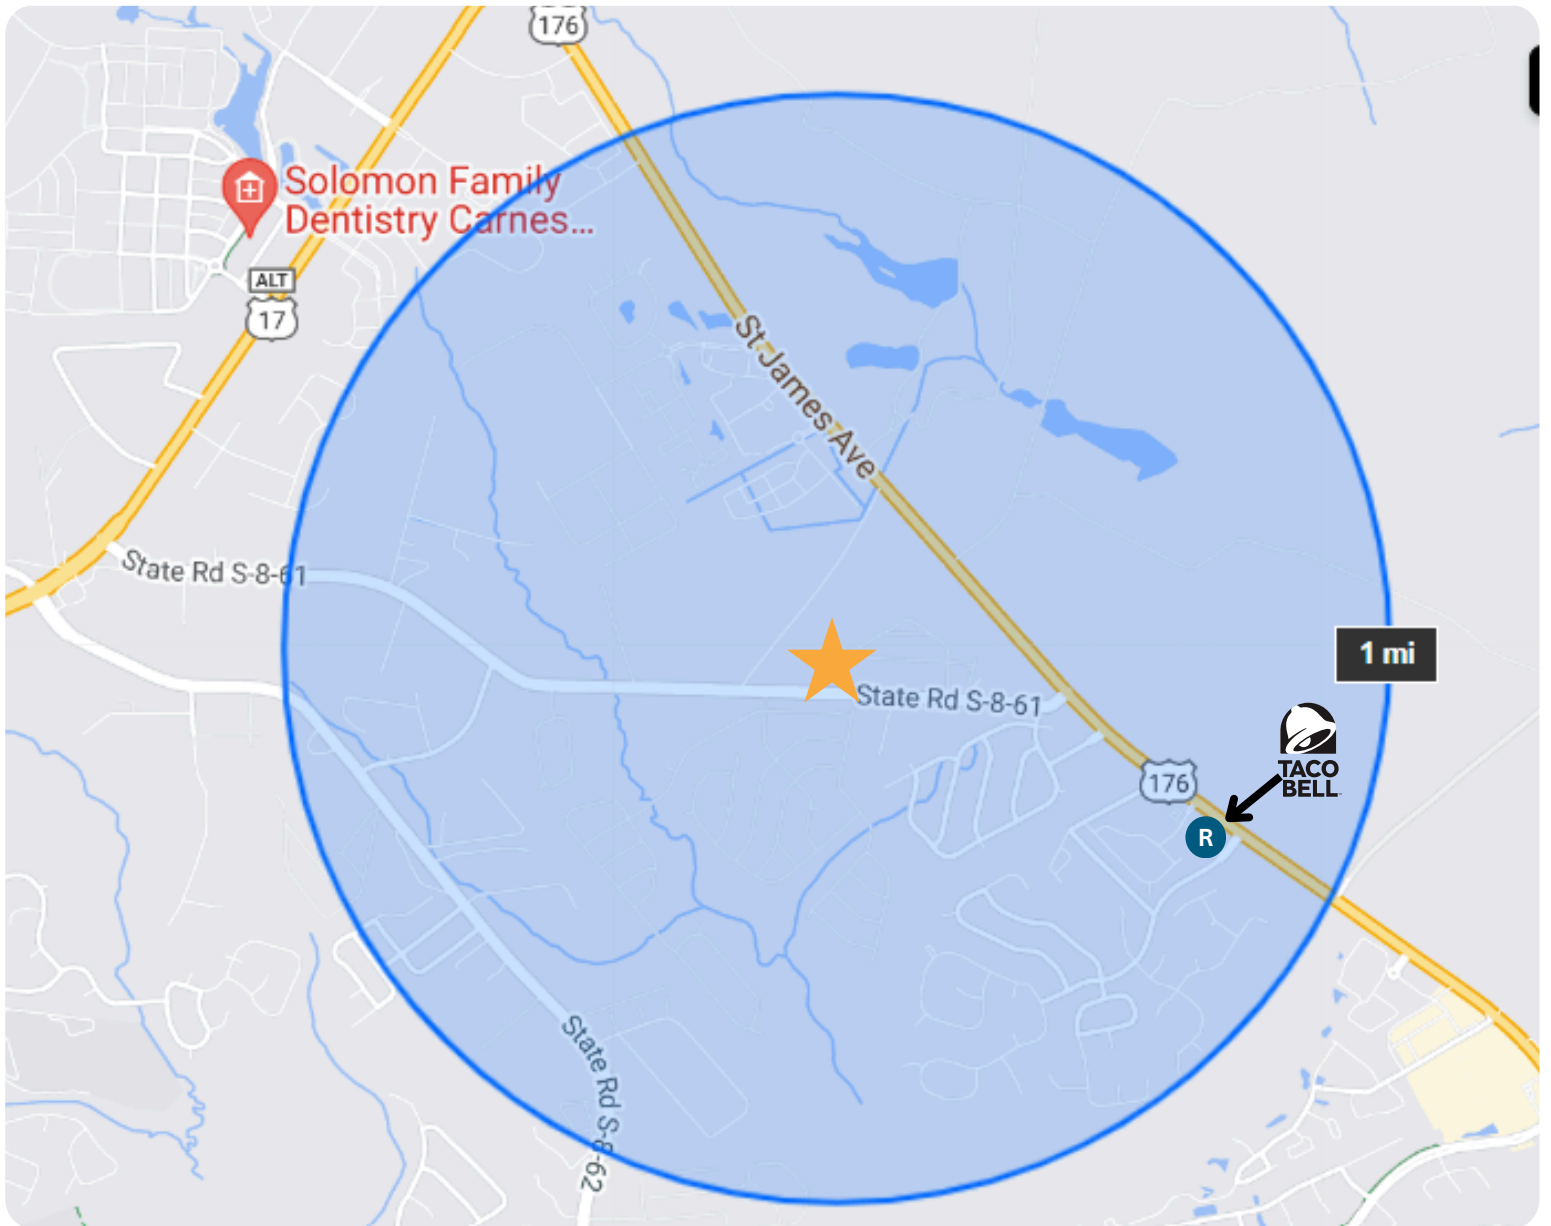 176
Solomon Family
Dentistry Carnes...
ALT
17
St James Ave
State Rd S-8-61
1 mi
State Rd S-8-61
TACO
BELL
176
R
State Rd S-8-62